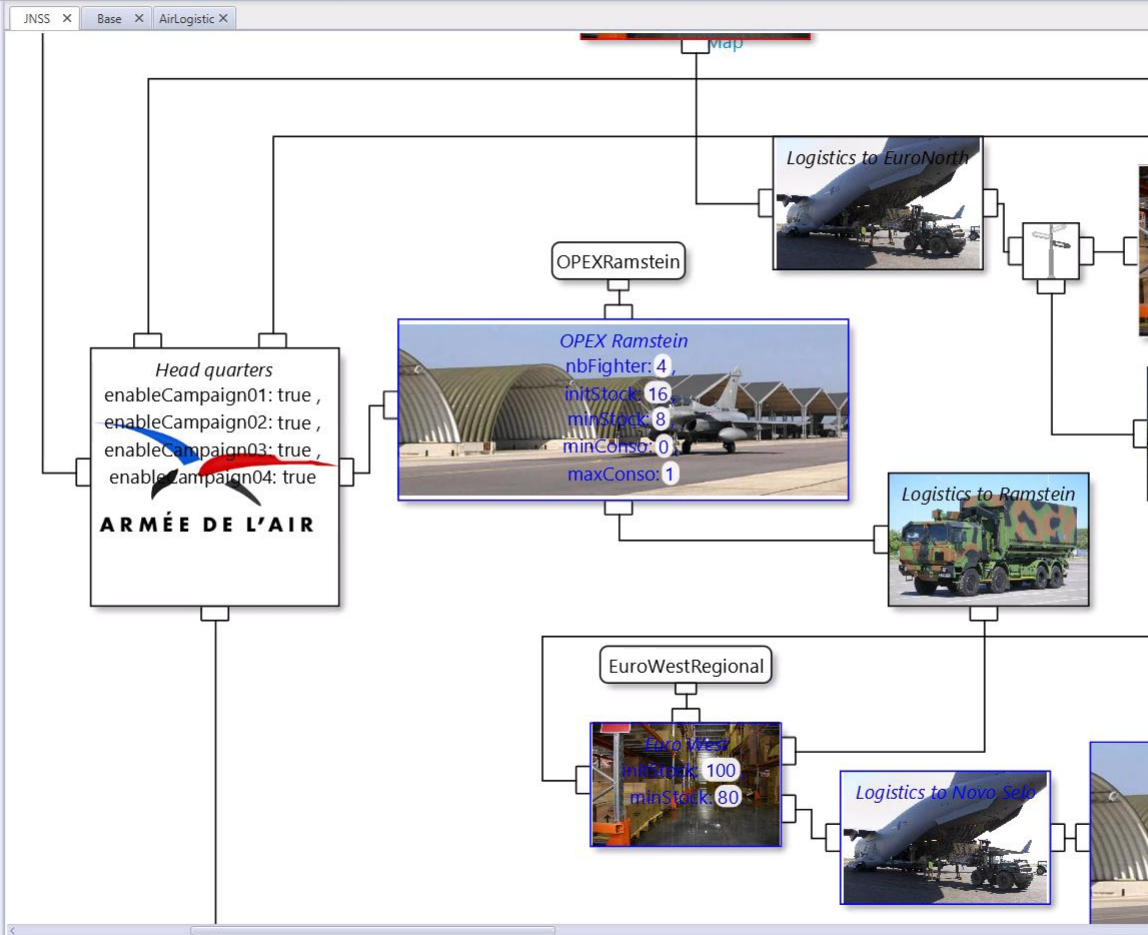 JNSS
Base
AirLogistic
Map
Logistics to EuroNorth
OPEXRamstein
OPEX Ramstein
nbFighter: 4,
initStock: 16,
minStock: 8,
minConso: 0,
maxConso: 1
Head quarters
enableCampaign01: true ,
enableCampaign02: true ,
enableCampaign03: true ,
enableCampaign04: true
ARMÉE DE L'AIR
Logistics to Ramstein
EuroWestRegional
Euro West
initStock: 100,
minStock: 80
Logistics to Novo Selo